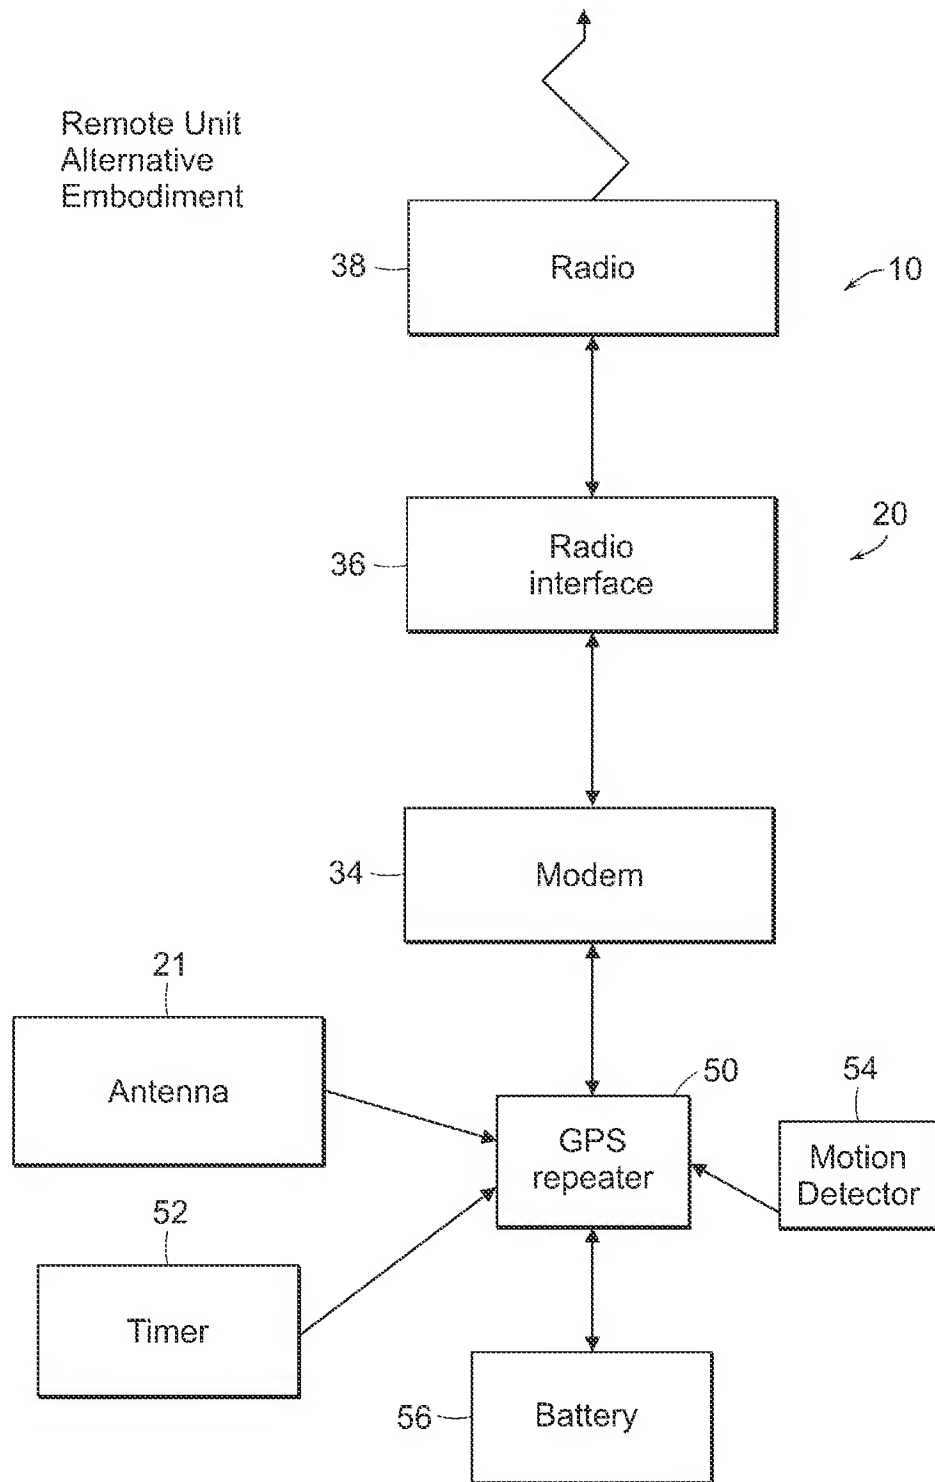 Remote Unit
Alternative
Embodiment
38
Radio
10
20
36
Radio
interface
34
Modem
21
Antenna
50
GPS
repeater
54
Motion
Detector
52
Timer
56
Battery